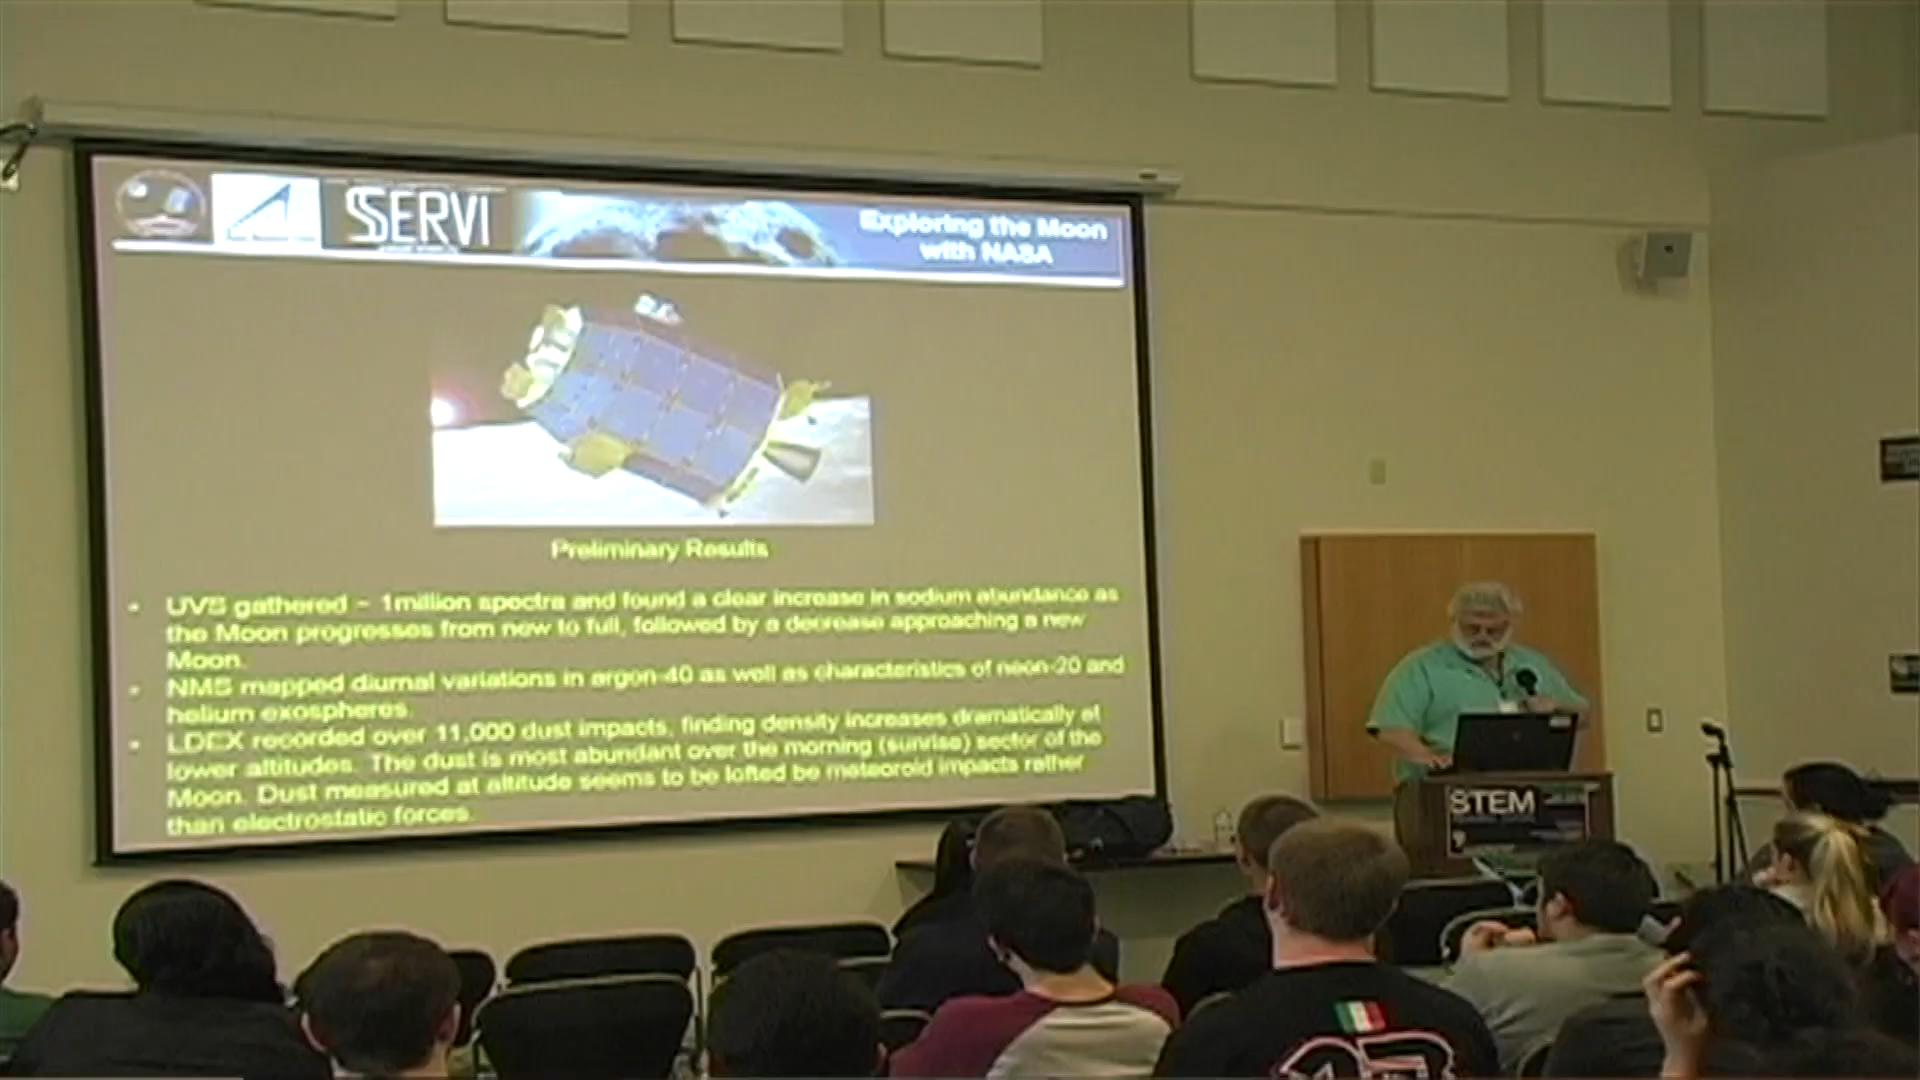 SSERVI
Exploring the Moon
with NASA
Preliminary Results
• UVS gathered ~ 1million spectra and found a clear increase in sodium abundance as
the Moon progresses from new to full, followed by a decrease approaching a new
Moon.
• NMS mapped diurnal variations in argon-40 as well as characteristics of neon-20 and
helium exospheres.
• LDEX recorded over 11,000 dust impacts, finding density increases dramatically at
lower altitudes. The dust is most abundant over the morning (sunrise) sector of the
Moon. Dust measured at altitude seems to be lofted be meteoroid impacts rather
than electrostatic forces.
STEM